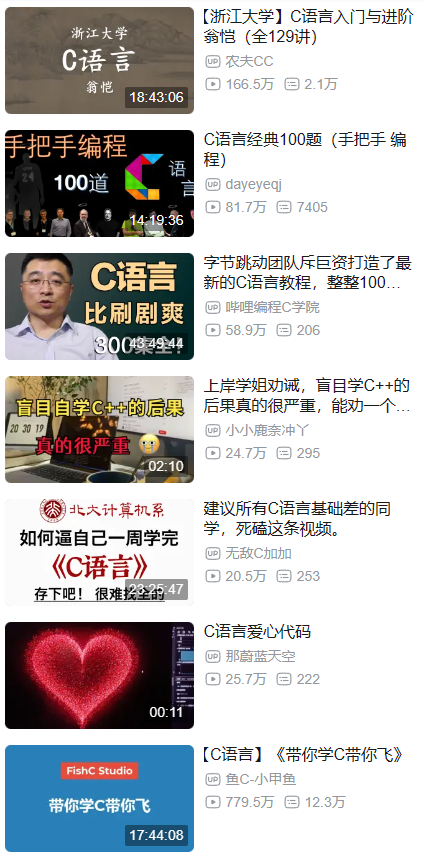 浙江大学
C语言
翁恺
18:43:06
【浙江大学】C语言入门与进阶
翁恺（全129讲）
UP 农夫CC
166.5万 2.1万
手把手编程
100道
语
言
14:19:36
C语言经典100题（手把手 编
程）
UP dayeyeqj
81.7万 7405
C语言
比刷剧爽
300集全!
43:49:44
字节跳动团队斥巨资打造了最
新的C语言教程，整整100…
UP 哔哩编程C学院
58.9万 206
盲目自学C++的后果
20 30 19
真的很严重
02:10
上岸学姐劝诫，盲目学C++的
后果真的很严重，能劝一个…
UP 小小鹿柰冲丫
24.7万 295
北大计算机系
如何逼自己一周学完
《C语言》
存下吧! 很难找全的
23:25:47
建议所有C语言基础差的同
学，死磕这条视频。
UP 无敌C加加
20.5万 253
00:11
C语言爱心代码
UP 那蔚蓝天空
25.7万 222
FishC Studio
带你学C带你飞
17:44:08
【C语言】《带你学C带你飞》
UP 鱼C-小甲鱼
779.5万 12.3万